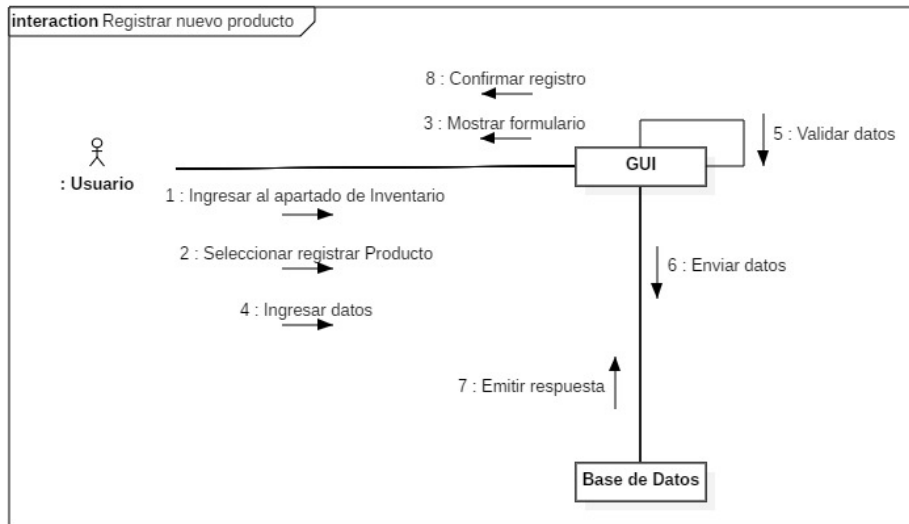 interaction Registrar nuevo producto
8 : Confirmar registro
3 : Mostrar formulario
5 : Validar datos
GUI
: Usuario
1 : Ingresar al apartado de Inventario
2 : Seleccionar registrar Producto
6 : Enviar datos
4 : Ingresar datos
7 : Emitir respuesta
Base de Datos